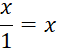 x/1 = x